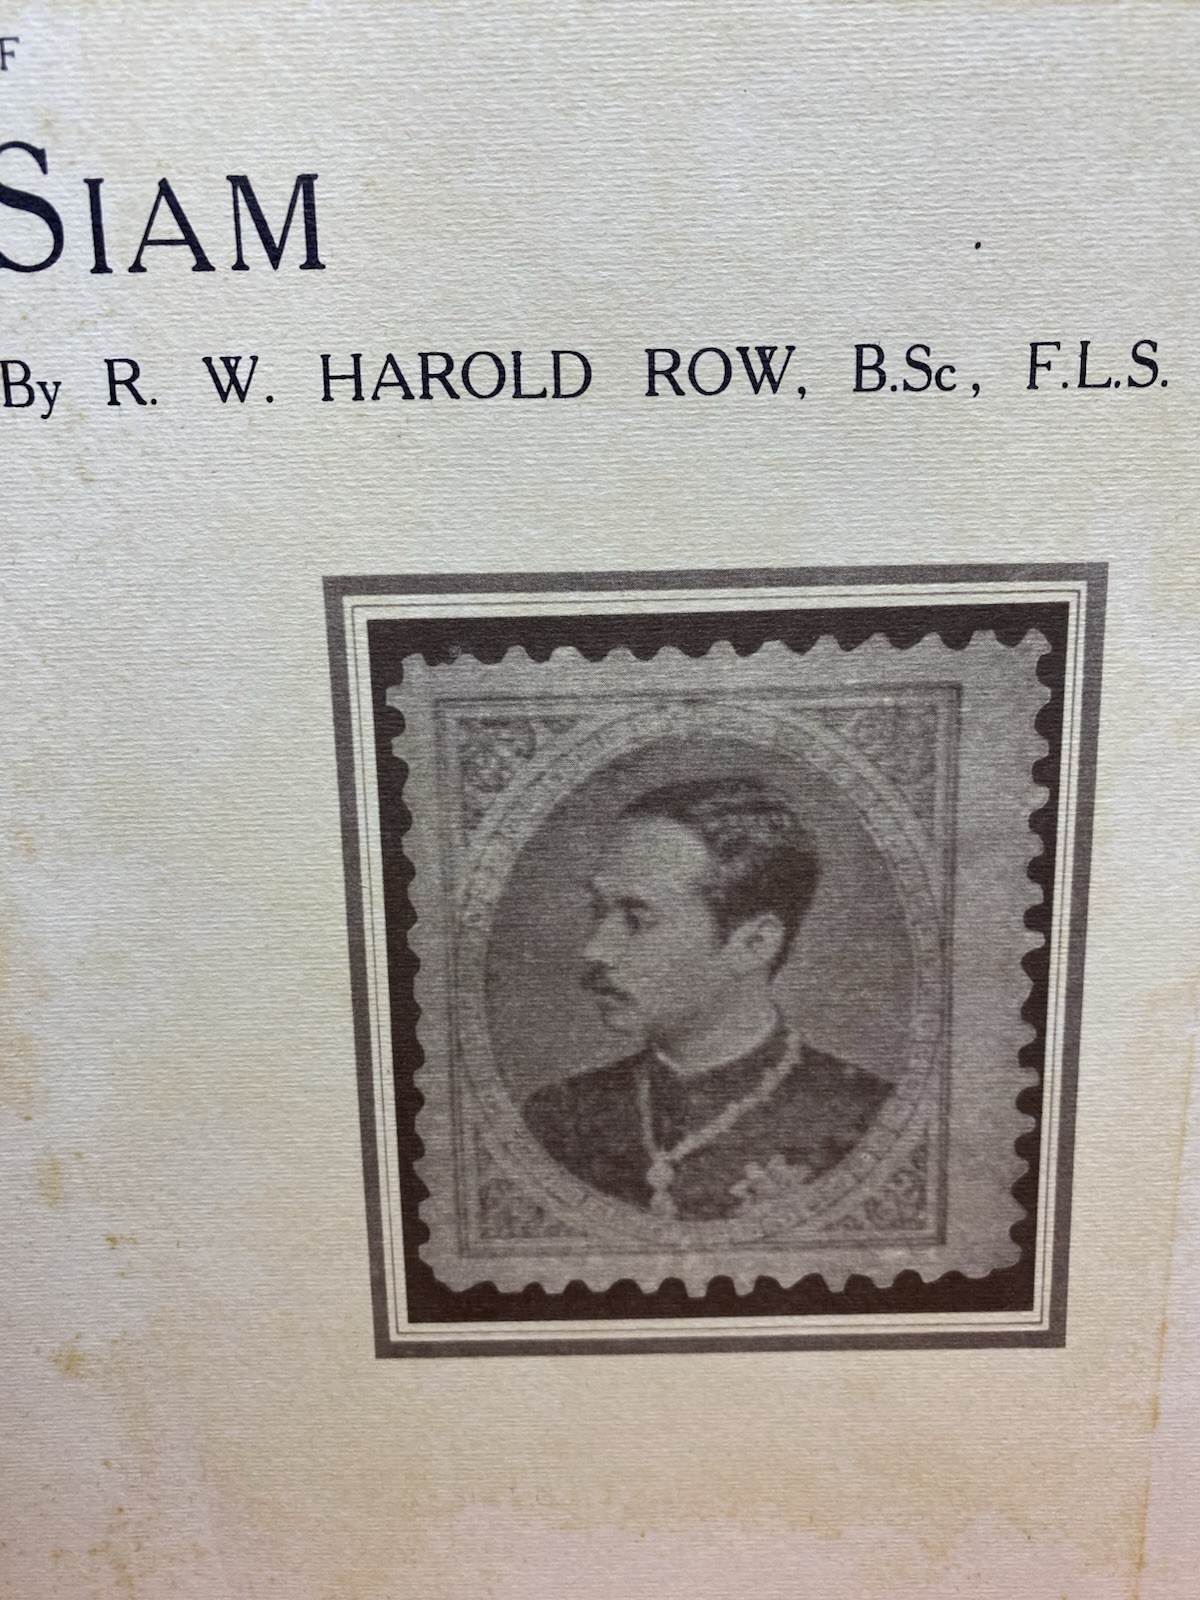 F
SIAM
By R. W. HAROLD ROW, B.Sc, F.L.S.